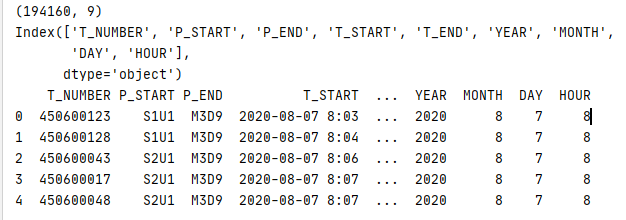 (194160, 9)
Index(['T_NUMBER', 'P_START', 'P_END', 'T_START', 'T_END', 'YEAR', 'MONTH',
       'DAY', 'HOUR'],
      dtype='object')
    T_NUMBER P_START P_END          T_START  ...  YEAR  MONTH  DAY  HOUR
0  450600123    S1U1  M3D9  2020-08-07 8:03  ...  2020      8    7     8
1  450600128    S1U1  M3D9  2020-08-07 8:04  ...  2020      8    7     8
2  450600043    S2U1  M3D9  2020-08-07 8:06  ...  2020      8    7     8
3  450600017    S2U1  M3D9  2020-08-07 8:07  ...  2020      8    7     8
4  450600048    S2U1  M3D9  2020-08-07 8:07  ...  2020      8    7     8